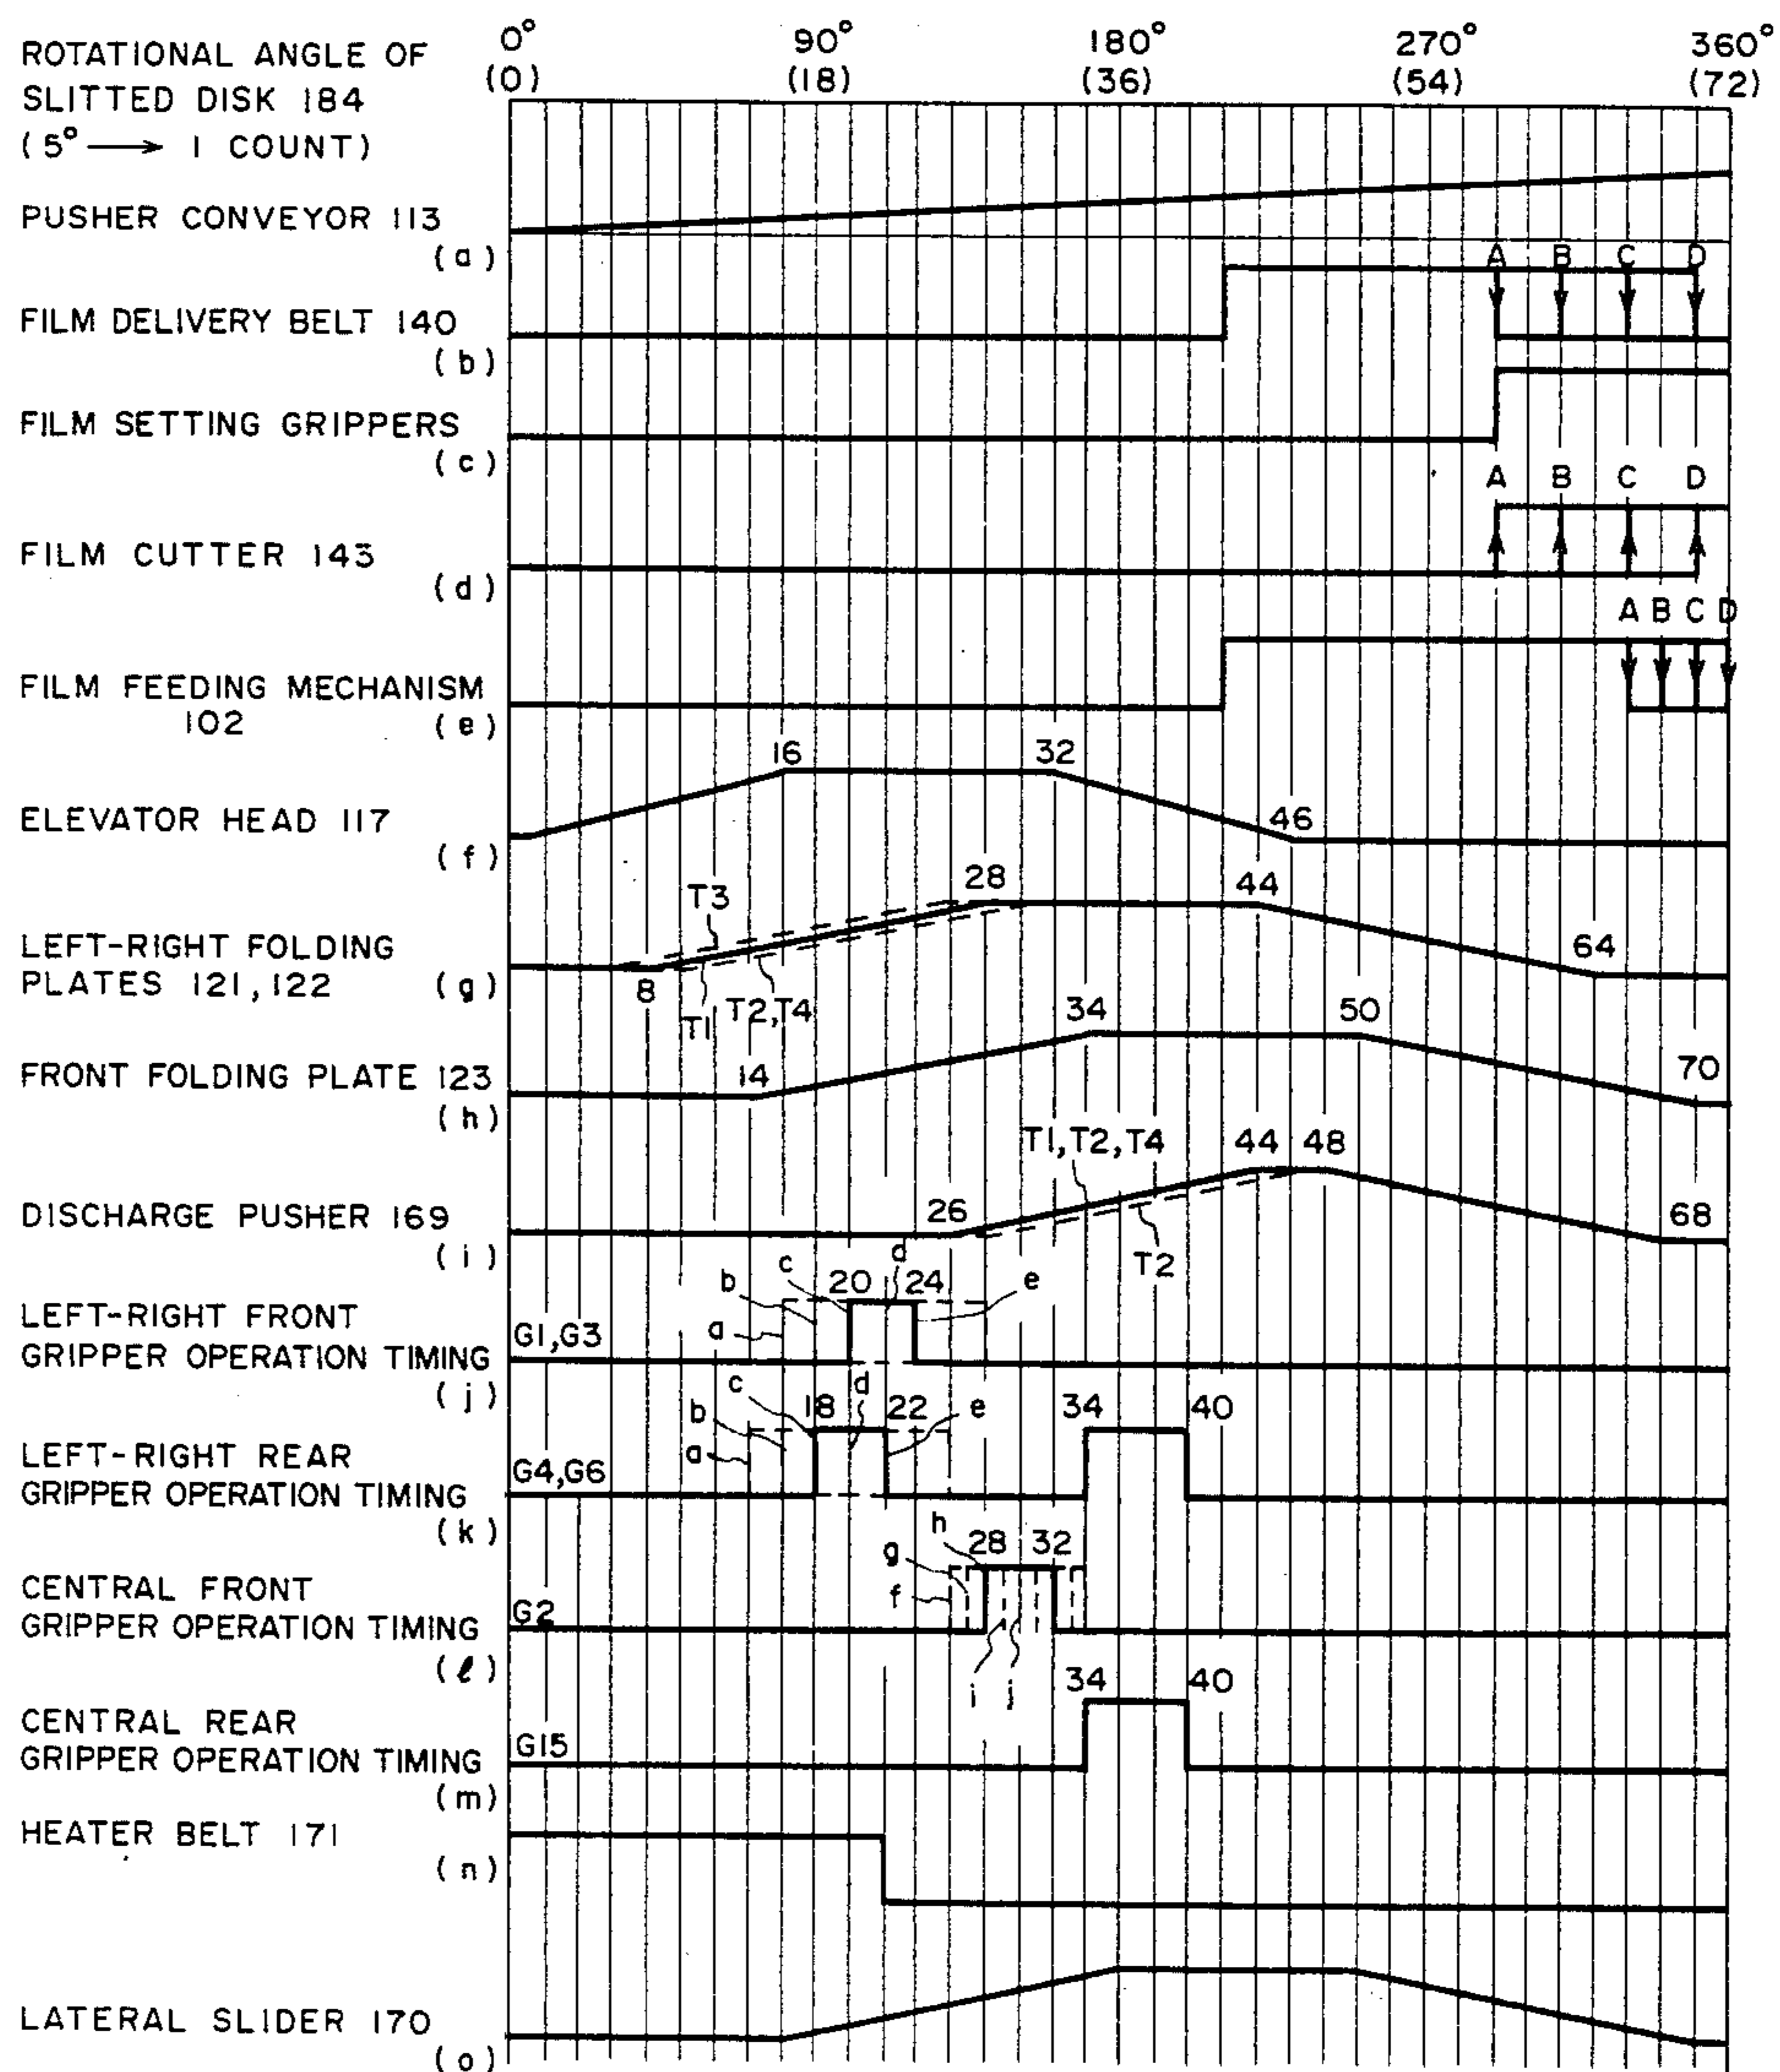 ROTATIONAL ANGLE OF
SLITTED DISK 184
(5° → 1 COUNT)
0° 90° 180° 270° 360°
(0) (18) (36) (54) (72)
PUSHER CONVEYOR 113
(a)
A B C D
FILM DELIVERY BELT 140
(b)
FILM SETTING GRIPPERS
(c)
A B C D
FILM CUTTER 143
(d)
A B C D
FILM FEEDING MECHANISM
102 (e)
16 32
ELEVATOR HEAD 117
46
(f)
T3 28 44
LEFT-RIGHT FOLDING
PLATES 121, 122 (g)
64
8 T1 T2,T4
34 50
FRONT FOLDING PLATE 123
14 70
(h)
T1,T2,T4 44 48
DISCHARGE PUSHER 169
26 68
(i)
T2
b c 20 d 24 e
LEFT-RIGHT FRONT
a
G1,G3
GRIPPER OPERATION TIMING
(j)
b c 18 d 22 e 34 40
a
LEFT-RIGHT REAR
G4,G6
GRIPPER OPERATION TIMING
(k)
g h 28 32
f
CENTRAL FRONT
G2
GRIPPER OPERATION TIMING
(ℓ)
i j
34 40
CENTRAL REAR
G15
GRIPPER OPERATION TIMING
(m)
HEATER BELT 171
(n)
LATERAL SLIDER 170
(o)